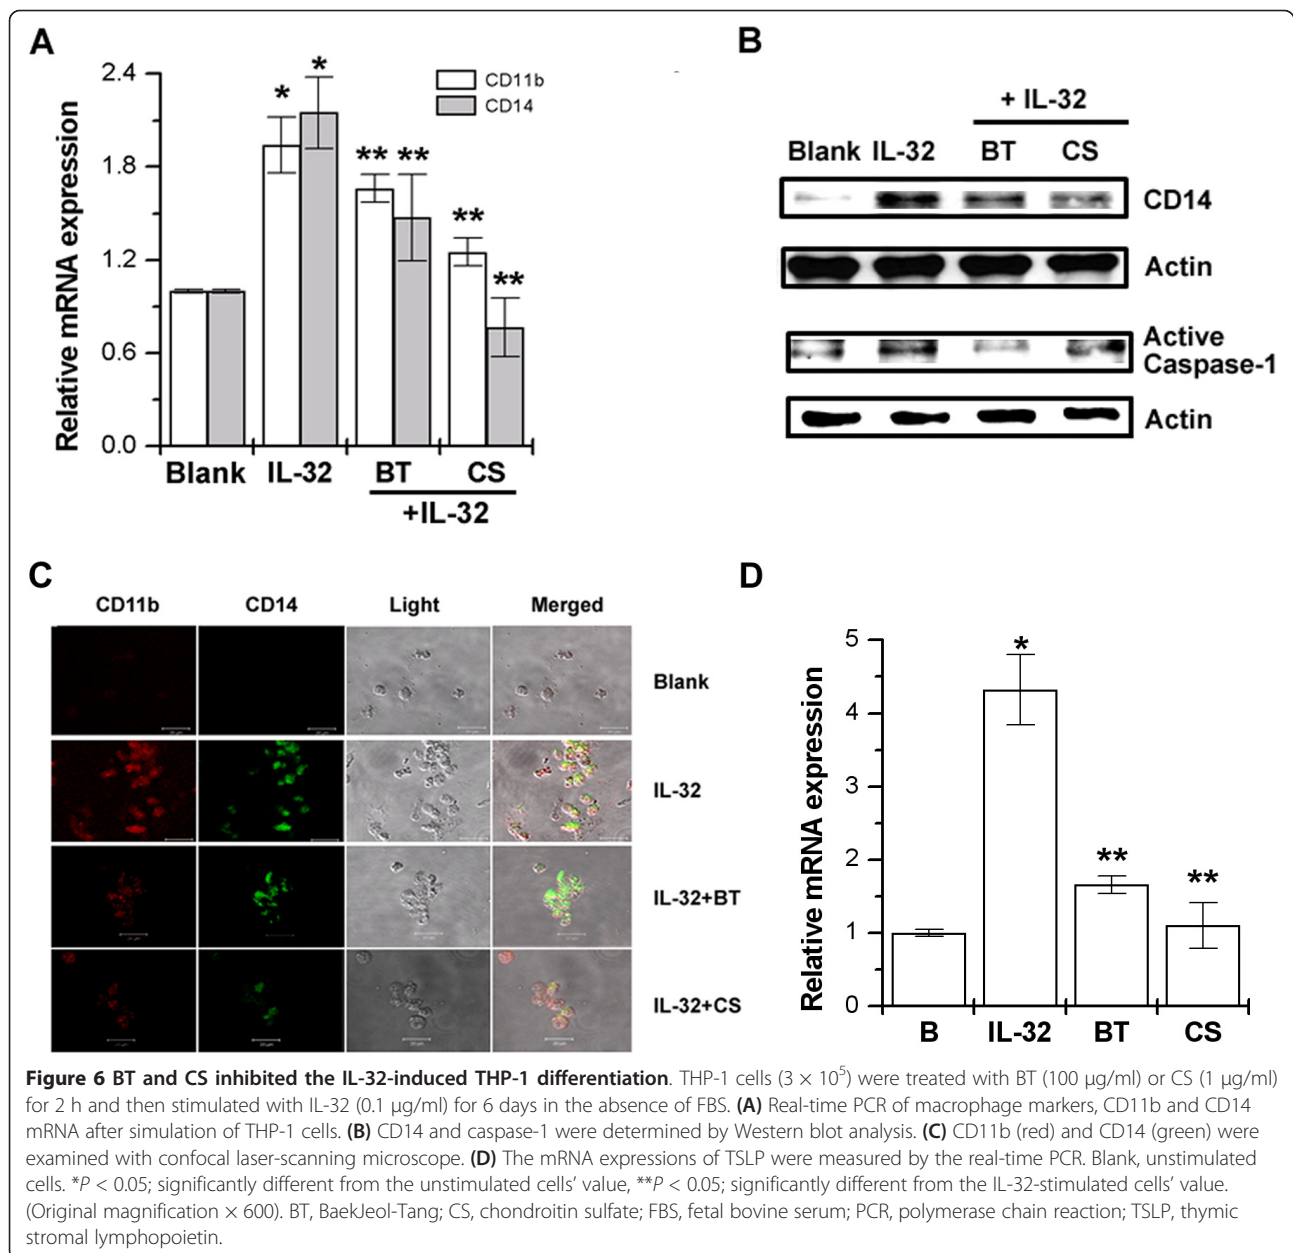 A
2.4
1.8
1.2
0.6
0.0
Relative mRNA expression
*
*
**
**
**
**
CD11b
CD14
Blank
IL-32
BT
CS
+IL-32
B
+ IL-32
Blank IL-32 BT CS
CD14
Actin
Active
Caspase-1
Actin
C
CD11b CD14 Light Merged
Blank
IL-32
IL-32+BT
IL-32+CS
D
5
4
3
2
1
0
Relative mRNA expression
*
**
**
B
IL-32
BT
CS
Figure 6 BT and CS inhibited the IL-32-induced THP-1 differentiation. THP-1 cells (3 × 10⁵) were treated with BT (100 μg/ml) or CS (1 μg/ml)
for 2 h and then stimulated with IL-32 (0.1 μg/ml) for 6 days in the absence of FBS. (A) Real-time PCR of macrophage markers, CD11b and CD14
mRNA after simulation of THP-1 cells. (B) CD14 and caspase-1 were determined by Western blot analysis. (C) CD11b (red) and CD14 (green) were
examined with confocal laser-scanning microscope. (D) The mRNA expressions of TSLP were measured by the real-time PCR. Blank, unstimulated
cells. *P < 0.05; significantly different from the unstimulated cells' value, **P < 0.05; significantly different from the IL-32-stimulated cells' value.
(Original magnification × 600). BT, BaekJeol-Tang; CS, chondroitin sulfate; FBS, fetal bovine serum; PCR, polymerase chain reaction; TSLP, thymic
stromal lymphopoietin.